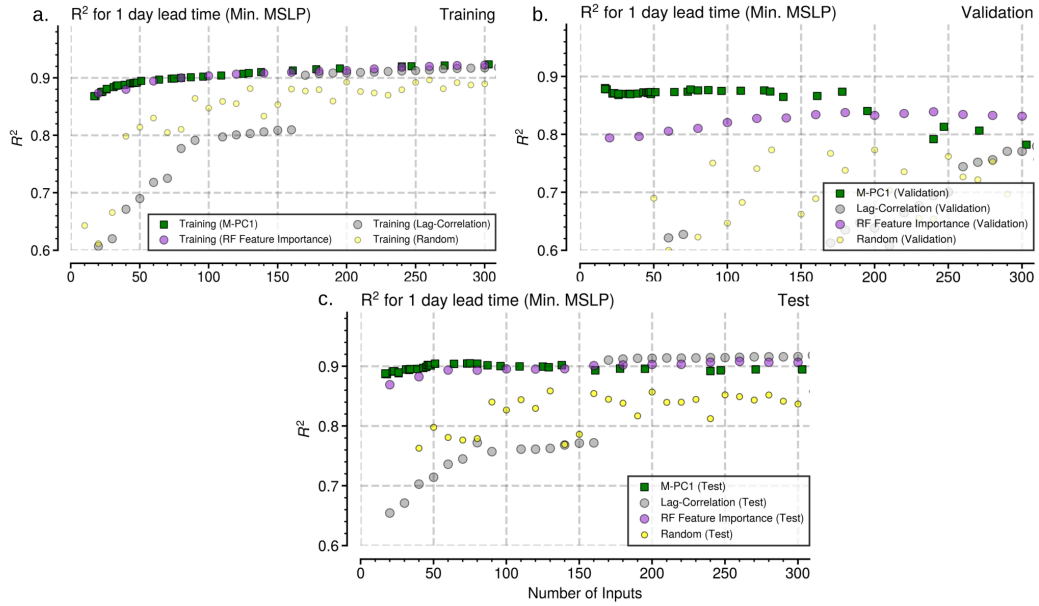 a.
R² for 1 day lead time (Min. MSLP) Training
0.9
0.8
0.7
0.6
R²
0 50 100 150 200 250 300
Training (M-PC1)
Training (RF Feature Importance)
Training (Lag-Correlation)
Training (Random)
b.
R² for 1 day lead time (Min. MSLP) Validation
0.9
0.8
0.7
0.6
R²
0 50 100 150 200 250 300
M-PC1 (Validation)
Lag-Correlation (Validation)
RF Feature Importance (Validation)
Random (Validation)
c.
R² for 1 day lead time (Min. MSLP) Test
0.9
0.8
0.7
0.6
R²
0 50 100 150 200 250 300
Number of Inputs
M-PC1 (Test)
Lag-Correlation (Test)
RF Feature Importance (Test)
Random (Test)